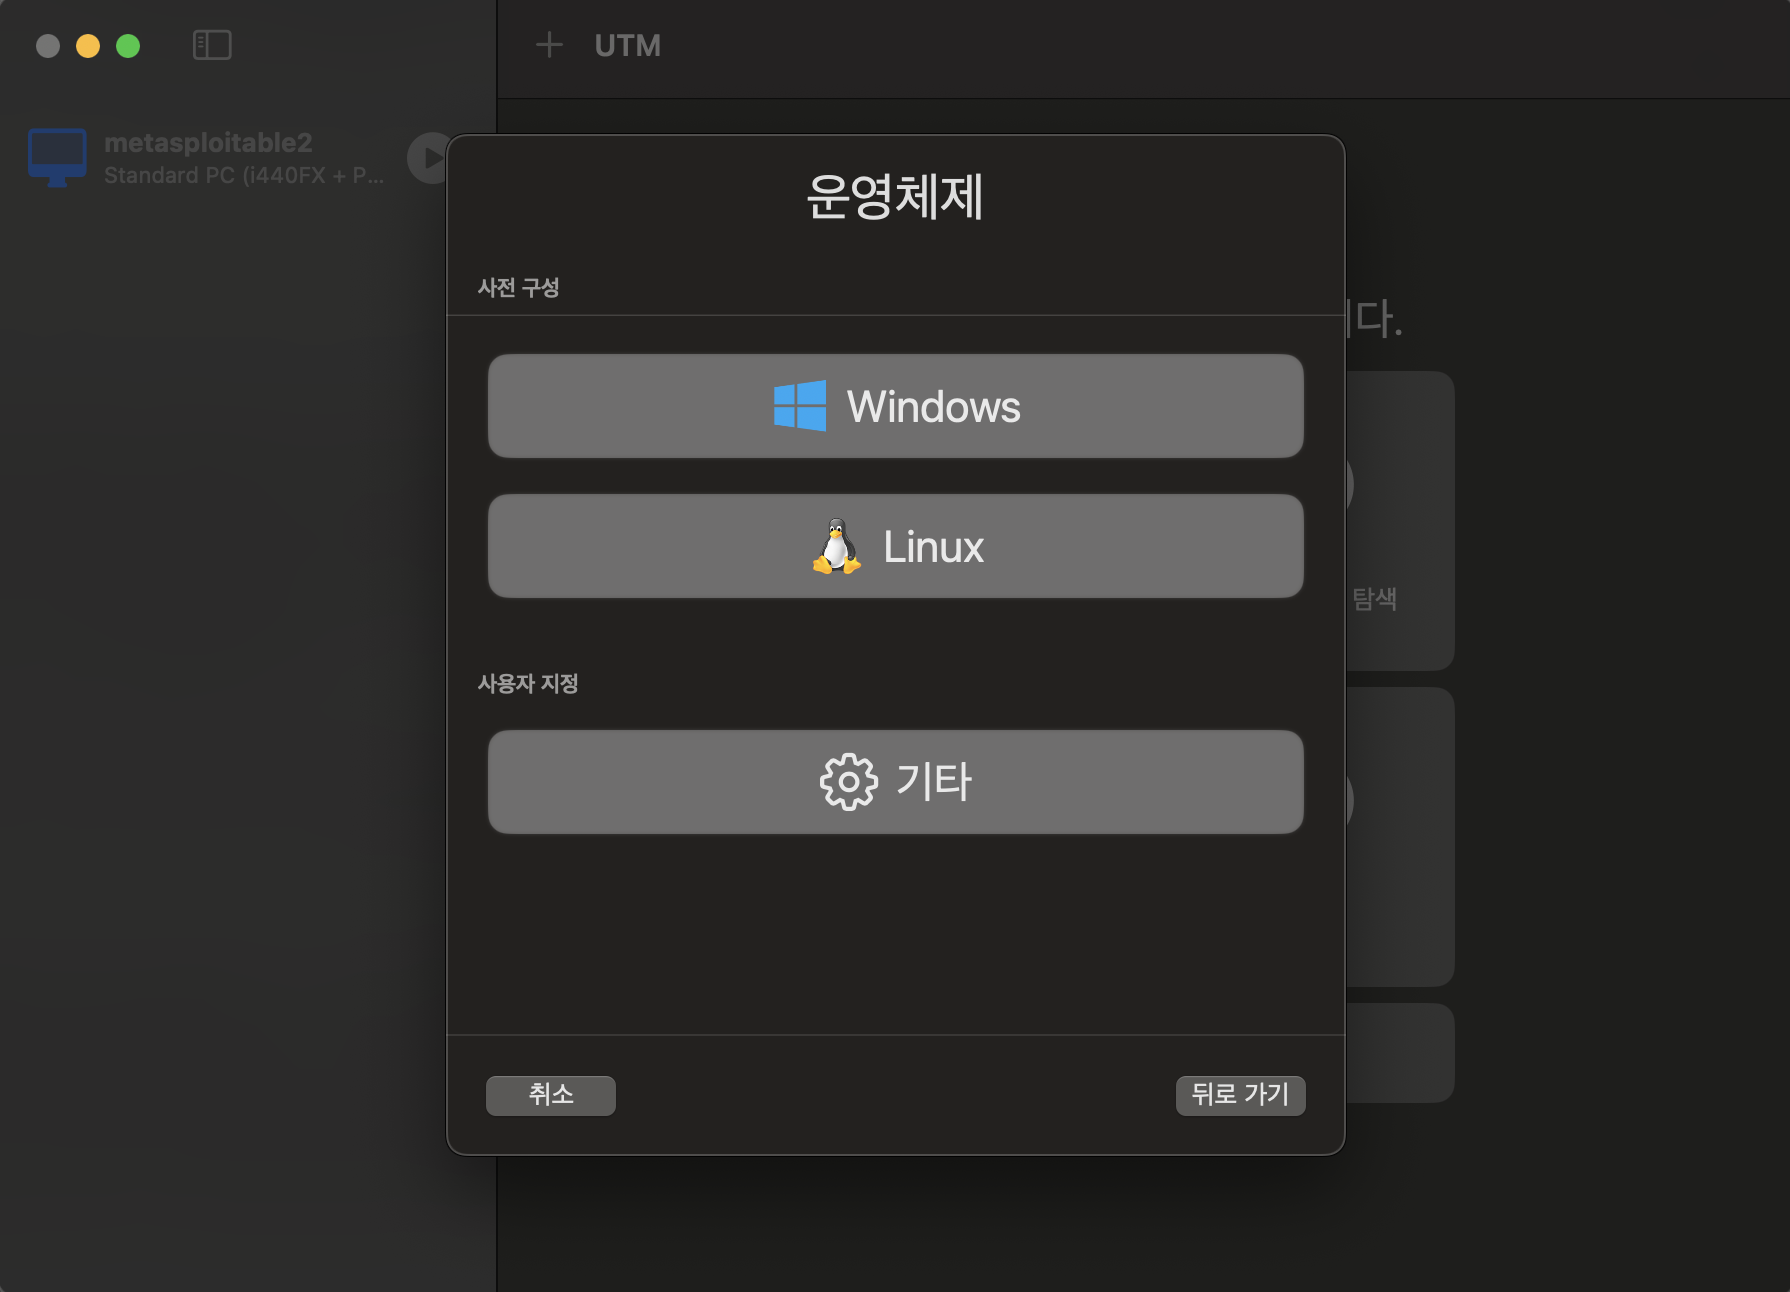 UTM
metasploitable2
Standard PC (i440FX + P...
운영체제
사전 구성
Windows
Linux
사용자 지정
기타
취소
뒤로 가기
다.
탐색